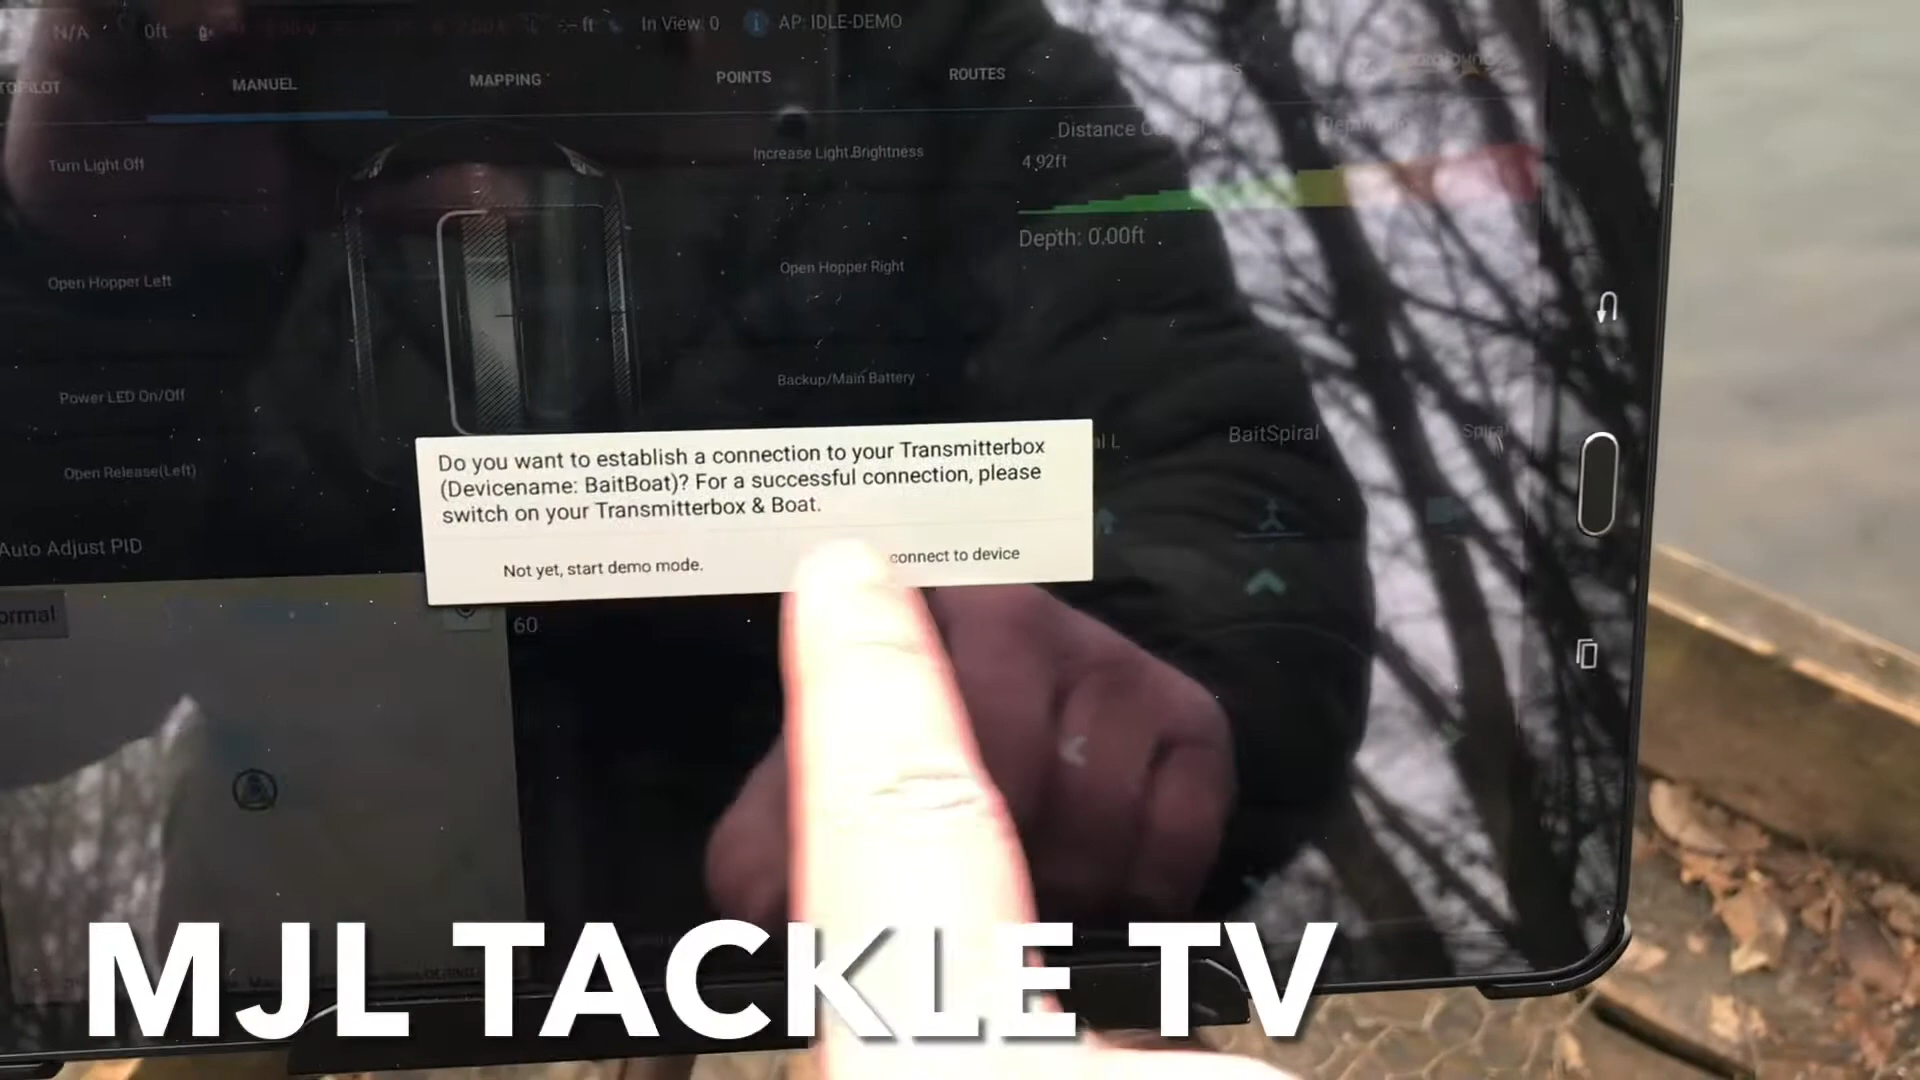 N/A 0ft ft In View: 0 AP: IDLE-DEMO
MANUEL MAPPING POINTS ROUTES
Turn Light Off
Increase Light Brightness
Distance
4.92ft
Depth: 0.00ft
Open Hopper Left
Open Hopper Right
Power LED On/Off
Backup/Main Battery
BaitSpiral
Spiral
Open Release(Left)
Do you want to establish a connection to your Transmitterbox
(Devicename: BaitBoat)? For a successful connection, please
switch on your Transmitterbox & Boat.
Not yet, start demo mode.
connect to device
Auto Adjust PID
60
MJL TACKLE TV